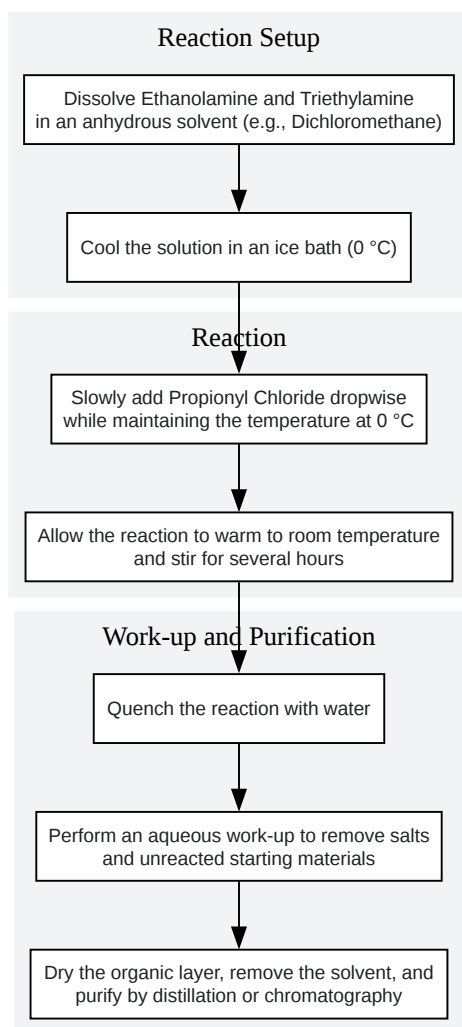 Reaction Setup
Dissolve Ethanolamine and Triethylamine
in an anhydrous solvent (e.g., Dichloromethane)
Cool the solution in an ice bath (0 °C)
Reaction
Slowly add Propionyl Chloride dropwise
while maintaining the temperature at 0 °C
Allow the reaction to warm to room temperature
and stir for several hours
Work-up and Purification
Quench the reaction with water
Perform an aqueous work-up to remove salts
and unreacted starting materials
Dry the organic layer, remove the solvent, and
purify by distillation or chromatography